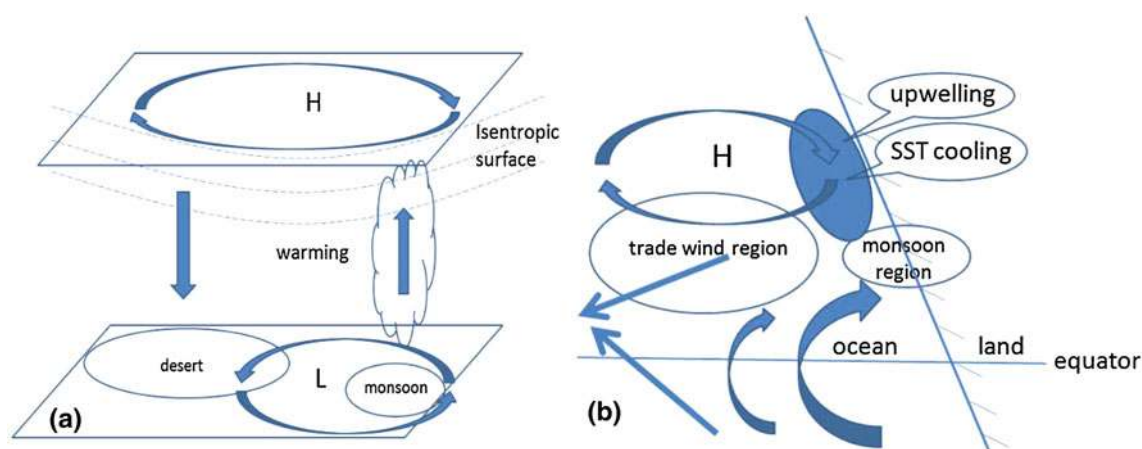 H
Isentropic
surface
warming
desert
L
monsoon
(a)
upwelling
SST cooling
H
trade wind region
monsoon
region
ocean
land
equator
(b)